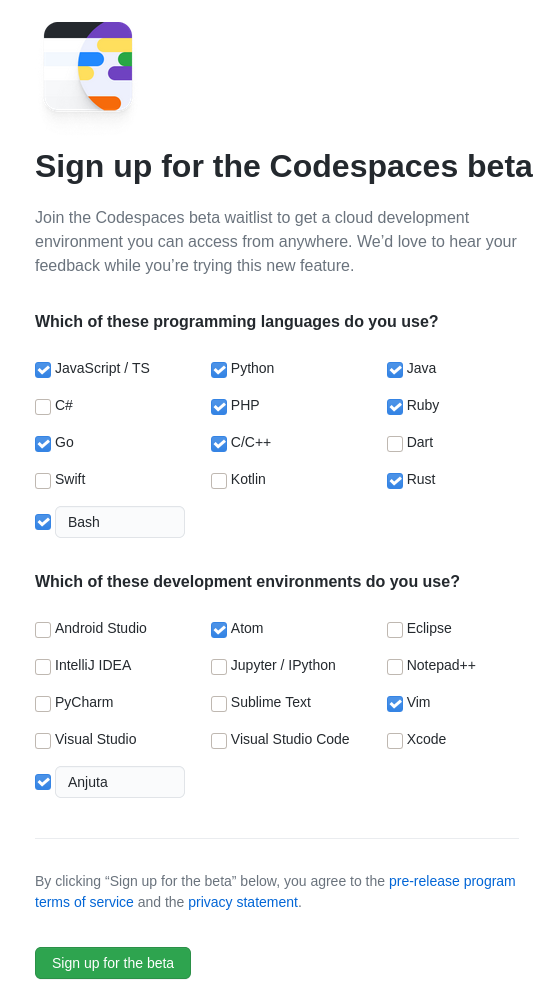 Sign up for the Codespaces beta
Join the Codespaces beta waitlist to get a cloud development
environment you can access from anywhere. We’d love to hear your
feedback while you’re trying this new feature.
Which of these programming languages do you use?
JavaScript / TS Python Java
C# PHP Ruby
Go C/C++ Dart
Swift Kotlin Rust
Bash
Which of these development environments do you use?
Android Studio Atom Eclipse
IntelliJ IDEA Jupyter / IPython Notepad++
PyCharm Sublime Text Vim
Visual Studio Visual Studio Code Xcode
Anjuta
By clicking “Sign up for the beta” below, you agree to the pre-release program
terms of service and the privacy statement.
Sign up for the beta